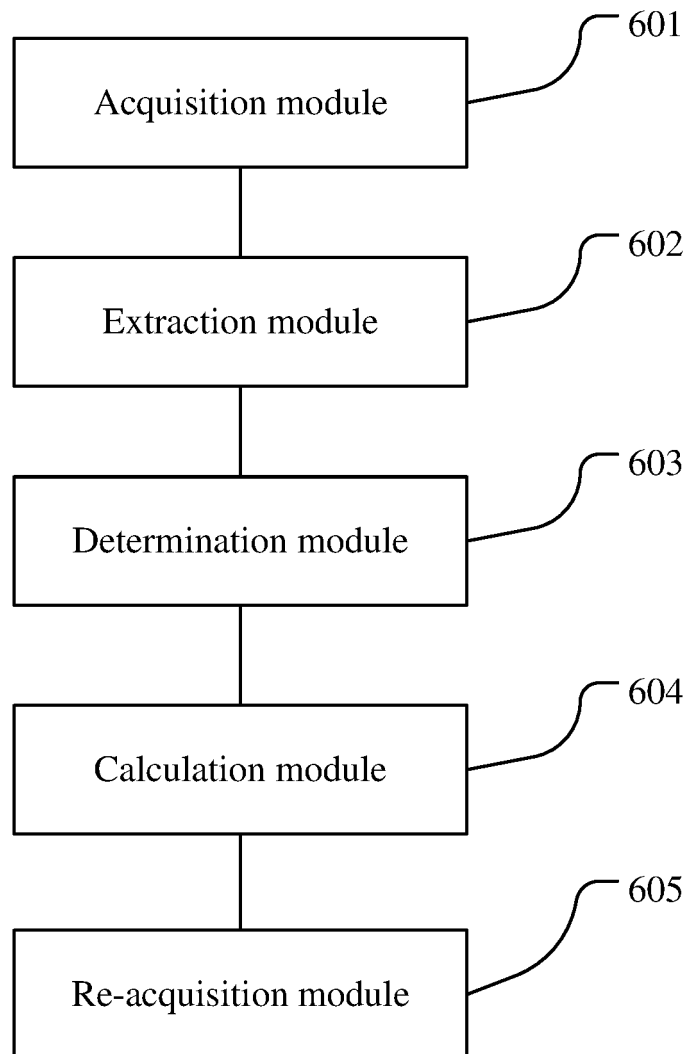 601
Acquisition module
602
Extraction module
603
Determination module
604
Calculation module
605
Re-acquisition module